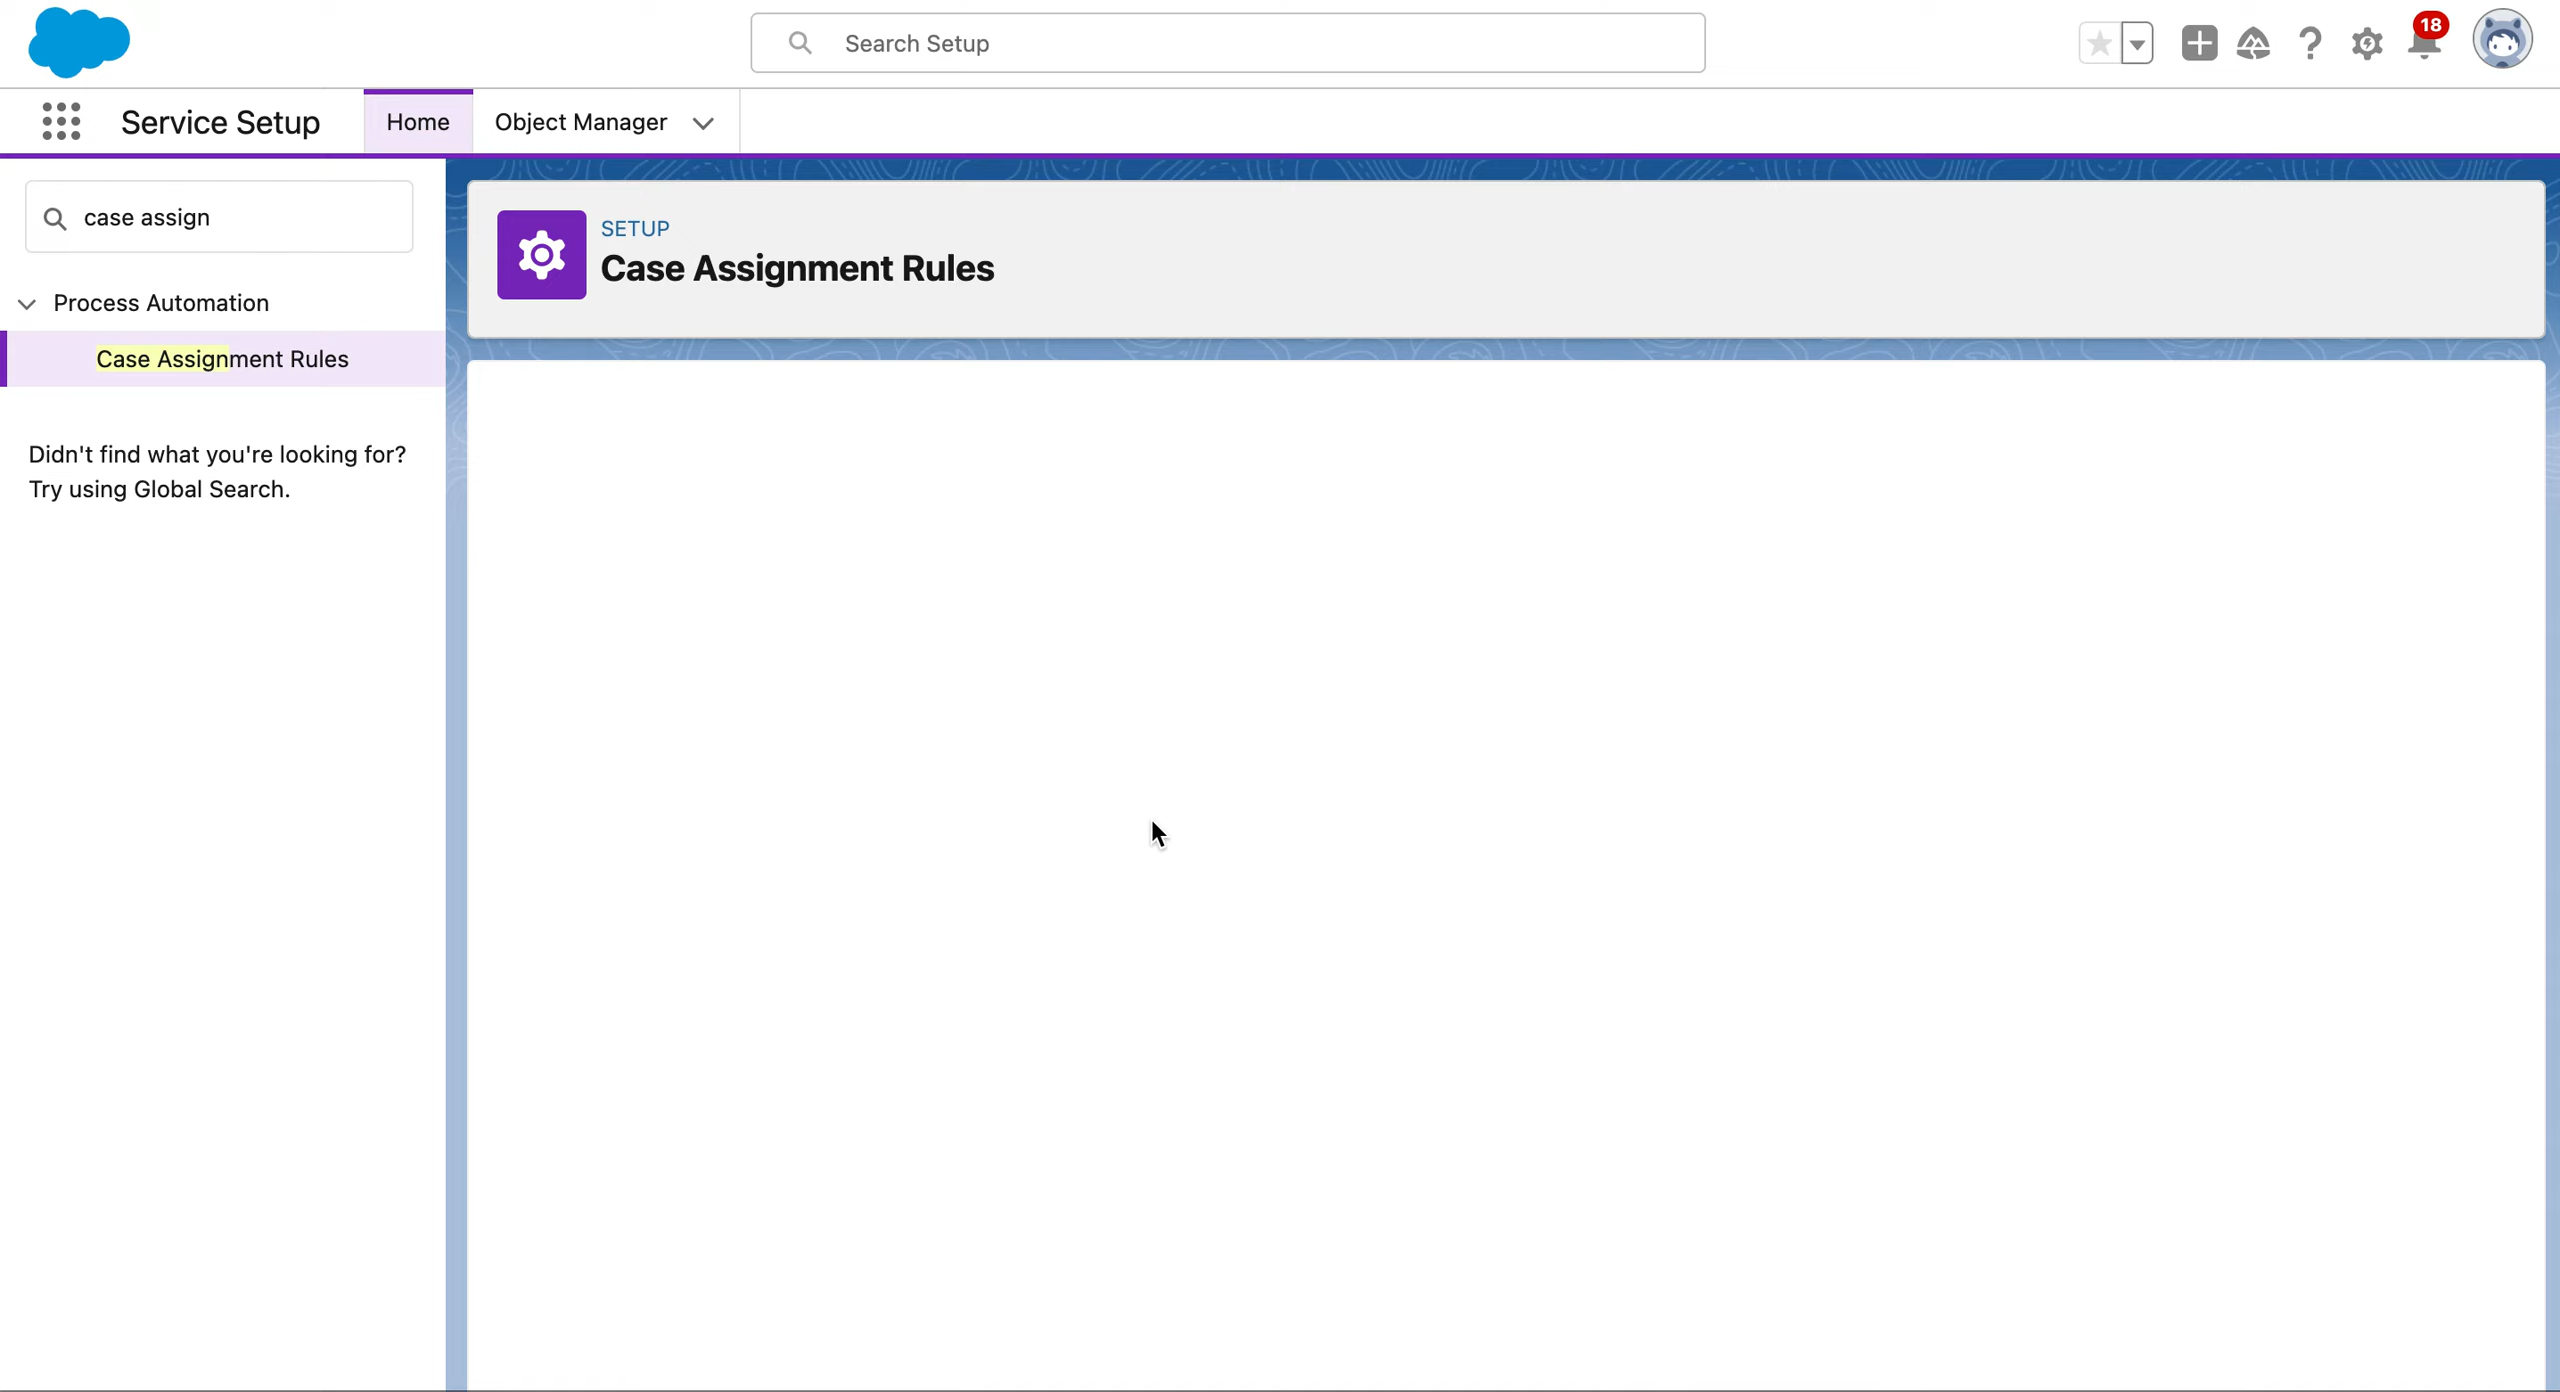 Search Setup
18
Service Setup
Home
Object Manager
case assign
SETUP
Case Assignment Rules
Process Automation
Case Assignment Rules
Didn't find what you're looking for?
Try using Global Search.